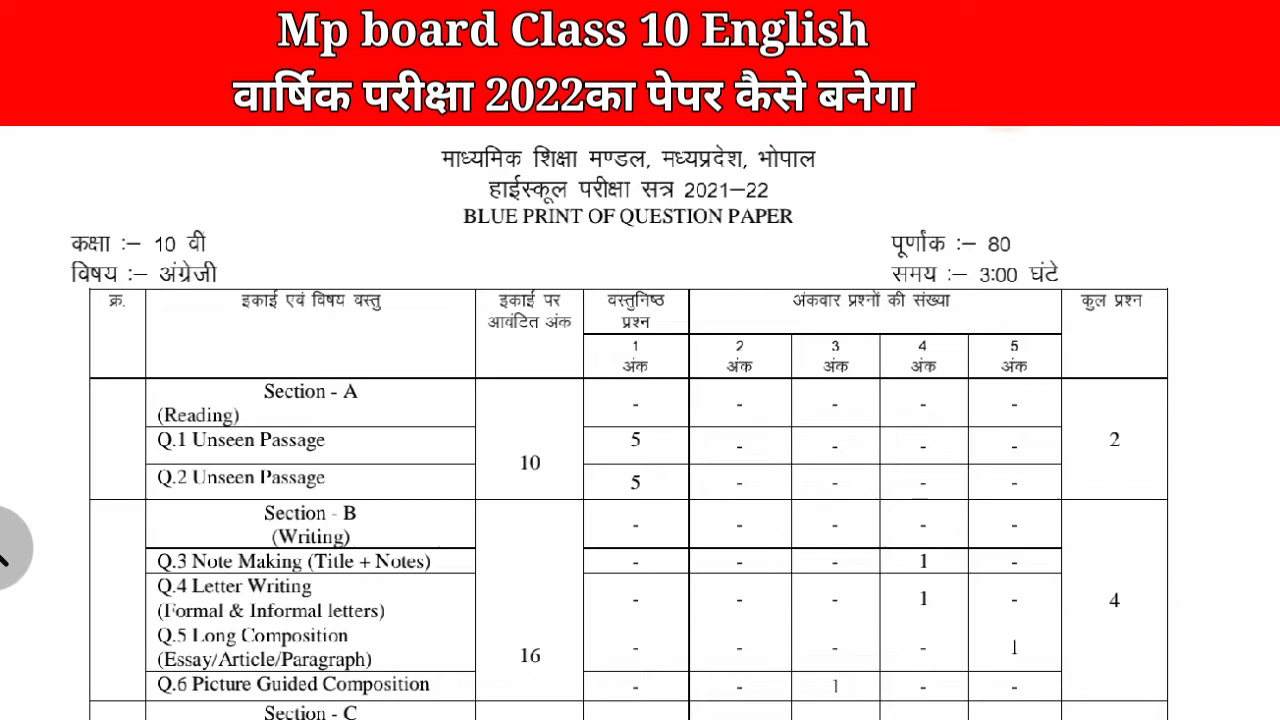 Mp board Class 10 English
वार्षिक परीक्षा 2022का पेपर कैसे बनेगा
माध्यमिक शिक्षा मण्डल, मध्यप्रदेश, भोपाल
हाईस्कूल परीक्षा सत्र 2021–22
BLUE PRINT OF QUESTION PAPER
कक्षा :– 10 वीं पूर्णांक :– 80
विषय :– अंग्रेजी समय :– 3:00 घंटे
क्र. इकाई एवं विषय वस्तु इकाई पर आवंटित अंक वस्तुनिष्ठ प्रश्न अंकवार प्रश्नों की संख्या कुल प्रश्न
1 अंक 2 अंक 3 अंक 4 अंक 5 अंक
Section - A
(Reading) - - - - -
Q.1 Unseen Passage 5 - - - -
10 2
Q.2 Unseen Passage 5 - - - -
Section - B
(Writing) - - - - -
Q.3 Note Making (Title + Notes) - - - 1 -
Q.4 Letter Writing
(Formal & Informal letters) - - - 1 - 4
Q.5 Long Composition
(Essay/Article/Paragraph) 16 - - - - 1
Q.6 Picture Guided Composition - - 1 - -
Section - C